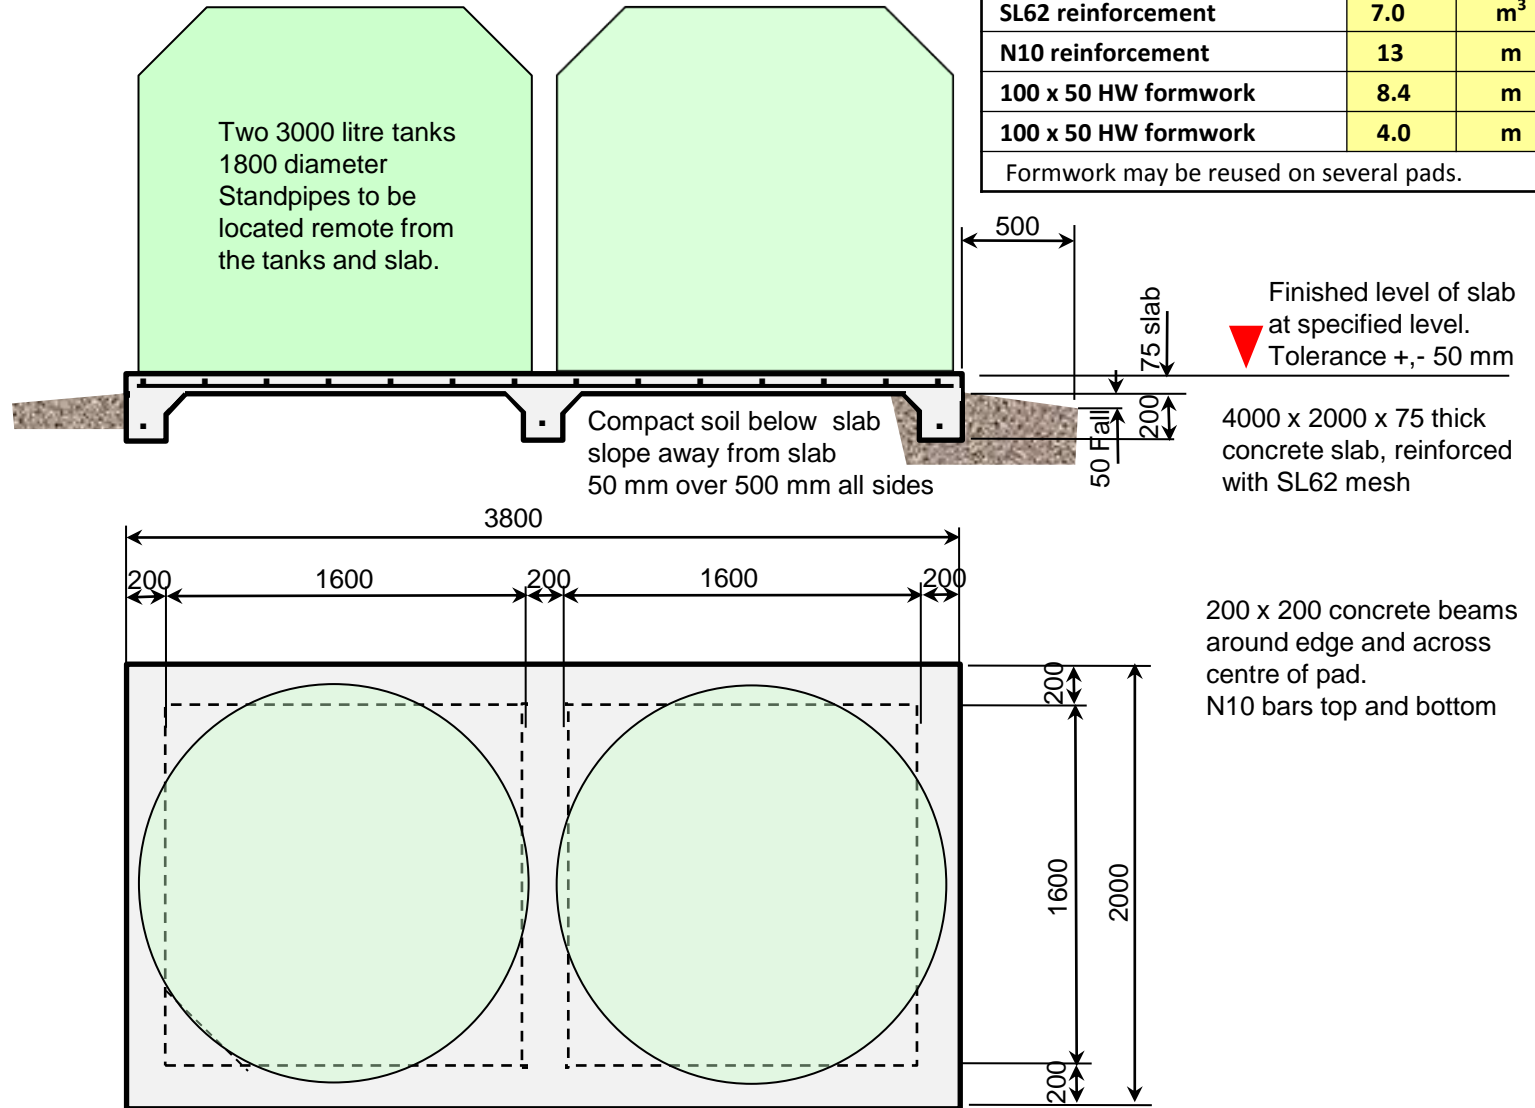 SL62 reinforcement 7.0 m³
N10 reinforcement 13 m
100 x 50 HW formwork 8.4 m
100 x 50 HW formwork 4.0 m
Formwork may be reused on several pads.
Two 3000 litre tanks
1800 diameter
Standpipes to be
located remote from
the tanks and slab.
500
75 slab
Finished level of slab
at specified level.
Tolerance +,- 50 mm
200
50 Fall
Compact soil below slab
slope away from slab
50 mm over 500 mm all sides
4000 x 2000 x 75 thick
concrete slab, reinforced
with SL62 mesh
3800
200 1600 200 1600 200
200 x 200 concrete beams
around edge and across
centre of pad.
N10 bars top and bottom
200
1600
2000
200